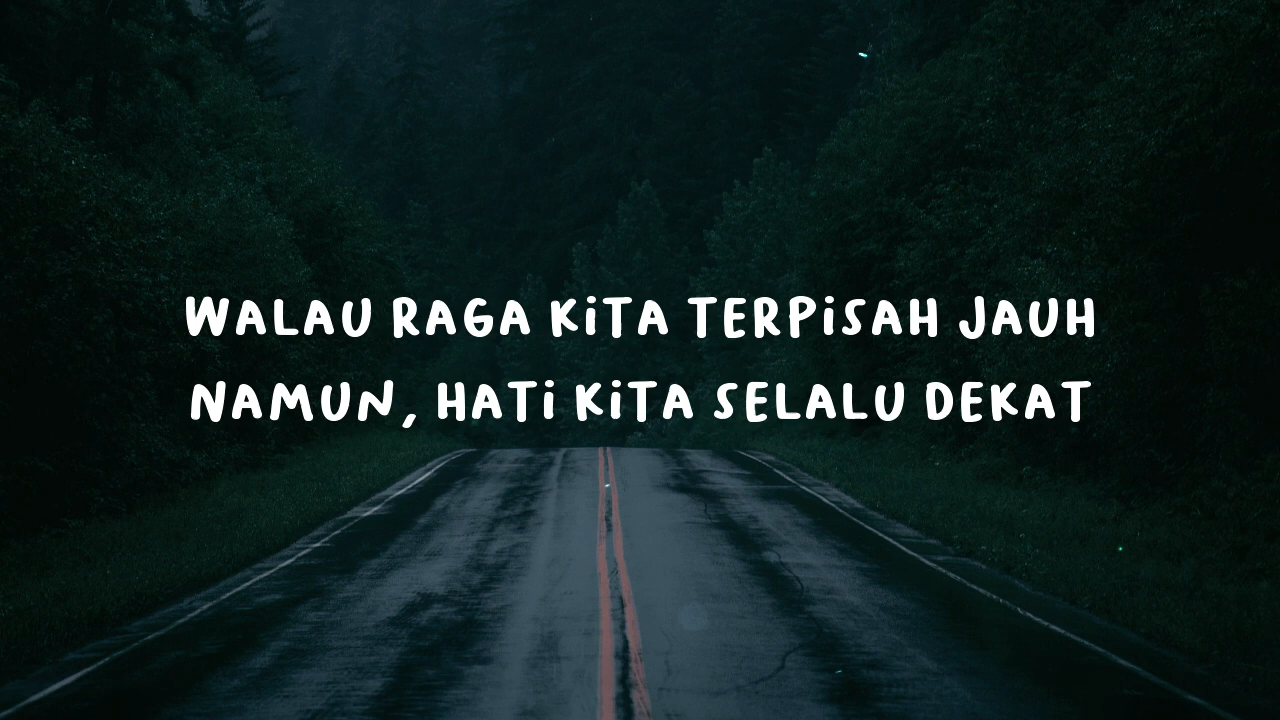 WALAU RAGA KiTA TERPiSAH JAUH
NAMUN, HATi KiTA SELALU DEKAT